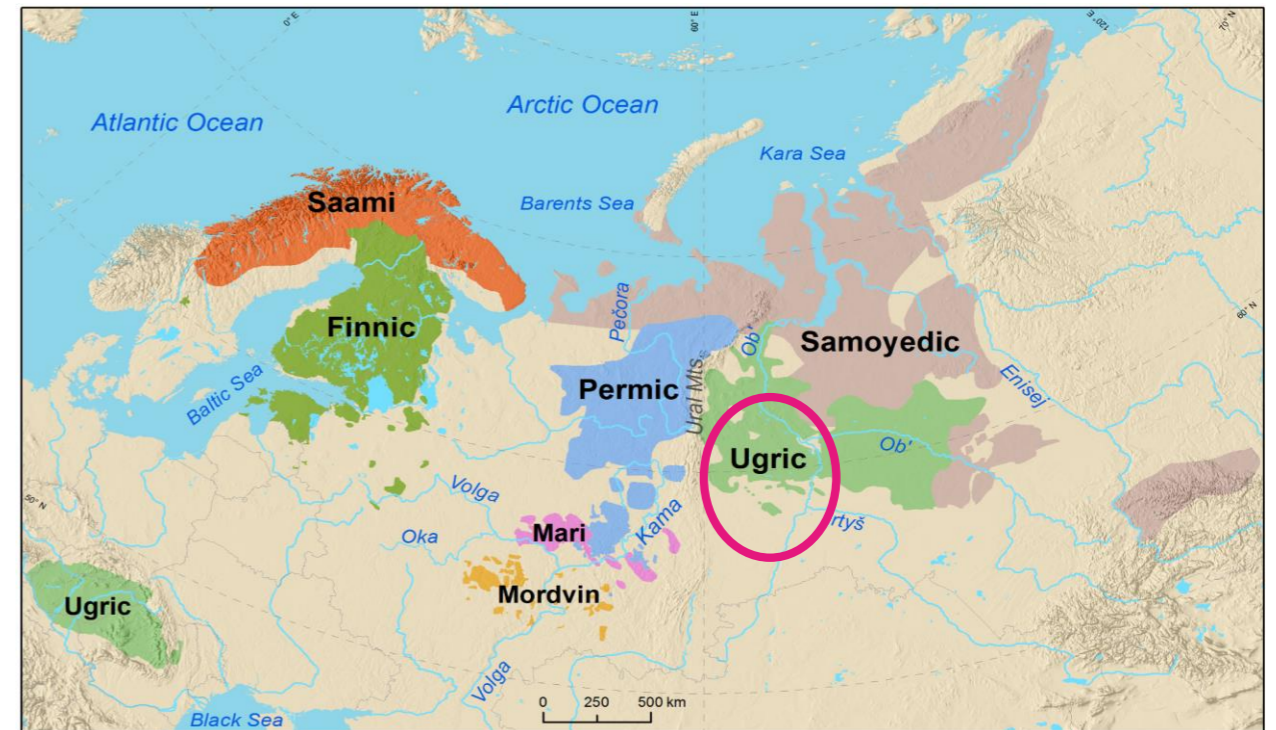 0° E
60° E
120° E
70° N
Arctic Ocean
Atlantic Ocean
Kara Sea
Barents Sea
Saami
Pečora
Finnic
Ob'
Samoyedic
60° N
Baltic Sea
Permic
Ural Mts.
Enisej
Ugric
Ob'
Volga
50° N
Kama
rtyš
Oka
Mari
Mordvin
Ugric
Volga
0 250 500 km
Black Sea